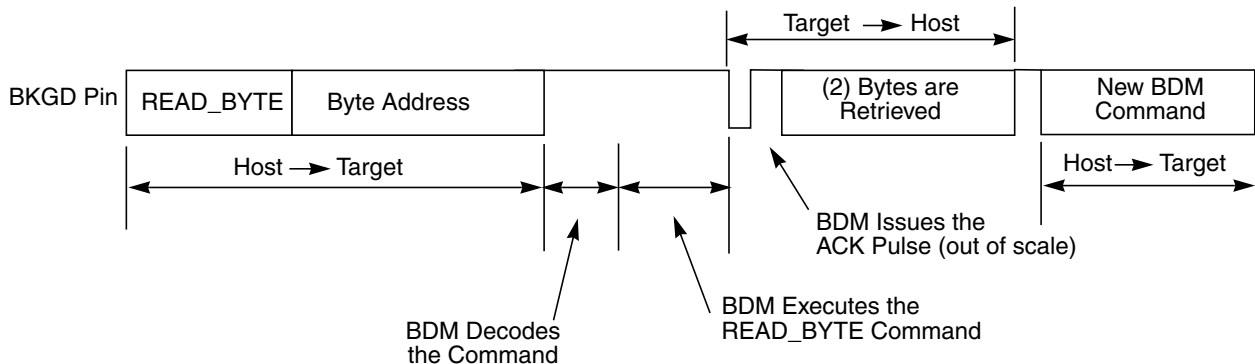 Target → Host
BKGD Pin
READ_BYTE
Byte Address
(2) Bytes are
Retrieved
New BDM
Command
Host → Target
Host → Target
BDM Issues the
ACK Pulse (out of scale)
BDM Decodes
the Command
BDM Executes the
READ_BYTE Command